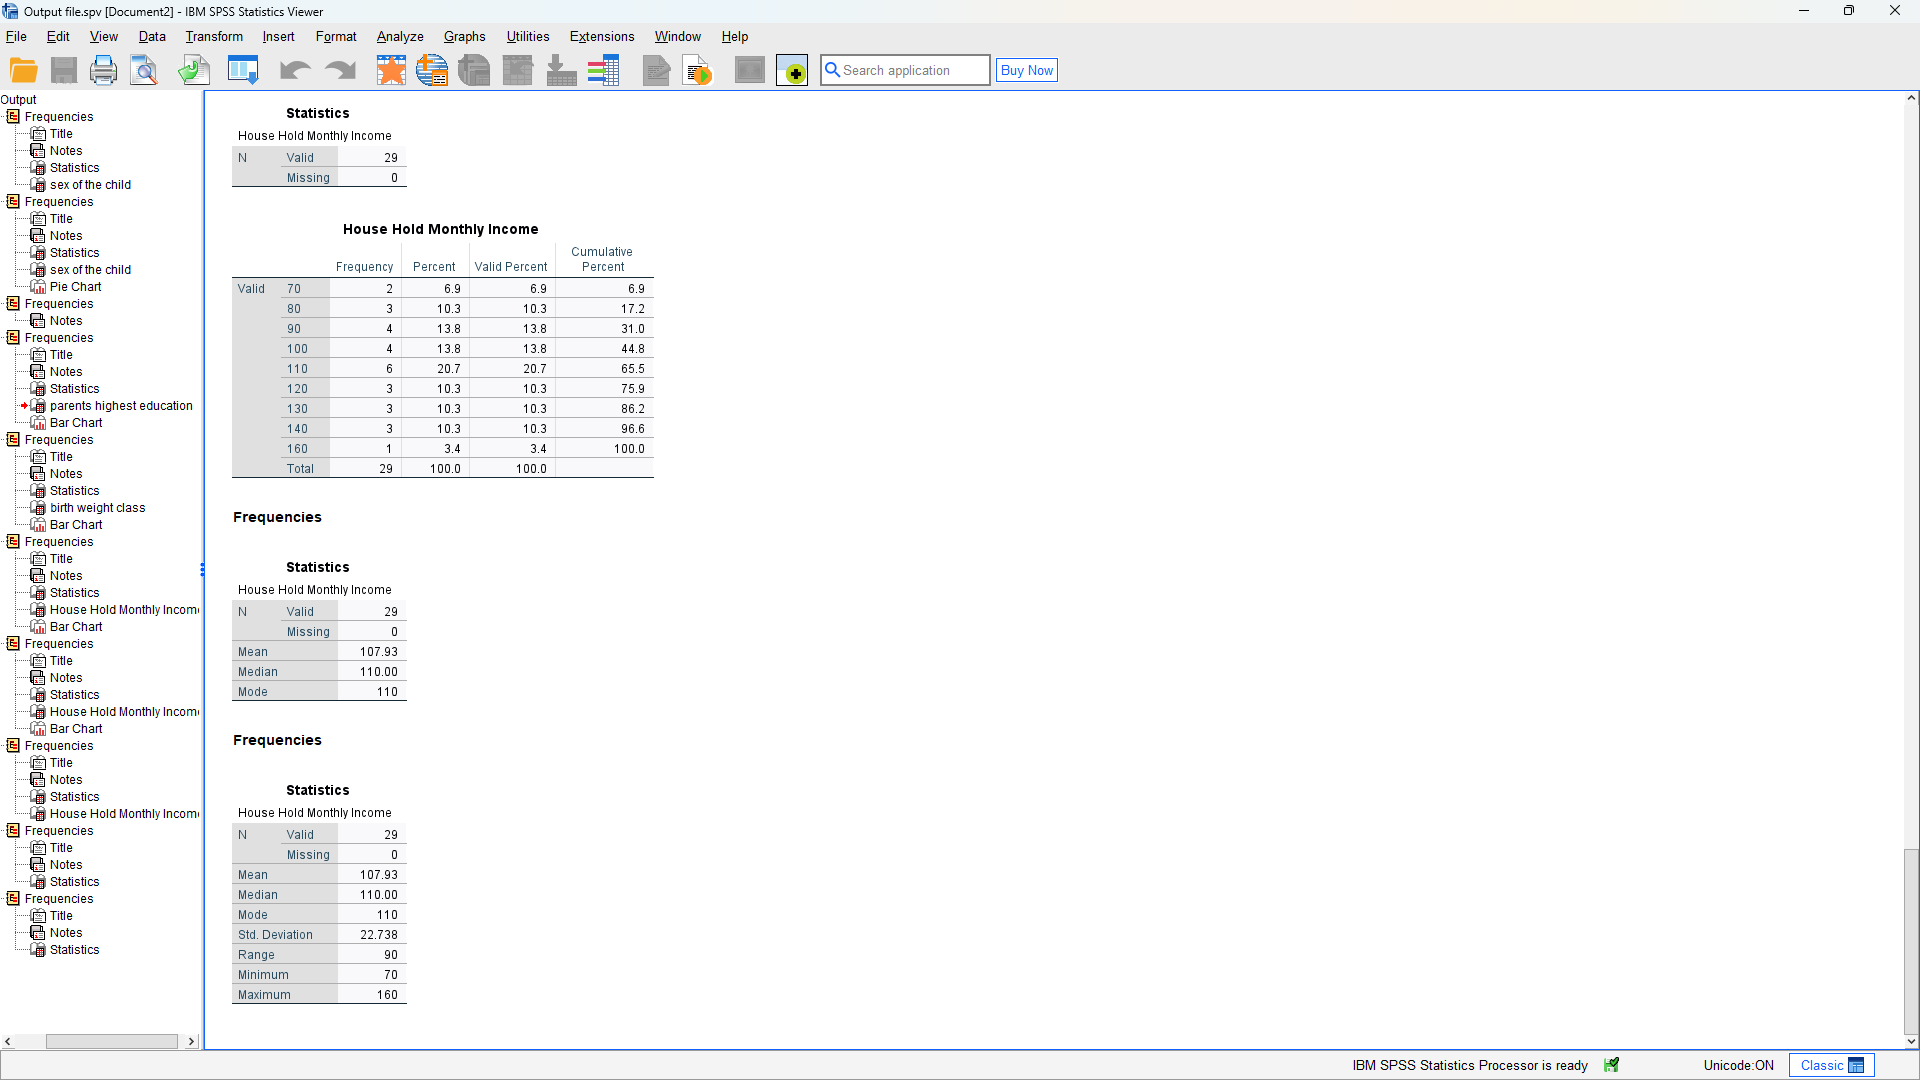 Output file.spv [Document2] - IBM SPSS Statistics Viewer
File Edit View Data Transform Insert Format Analyze Graphs Utilities Extensions Window Help
Search application
Buy Now
Output
Frequencies
Title
Notes
Statistics
sex of the child
Frequencies
Title
Notes
Statistics
sex of the child
Pie Chart
Frequencies
Notes
Frequencies
Title
Notes
Statistics
parents highest education
Bar Chart
Frequencies
Title
Notes
Statistics
birth weight class
Bar Chart
Frequencies
Title
Notes
Statistics
House Hold Monthly Incom
Bar Chart
Frequencies
Title
Notes
Statistics
House Hold Monthly Incom
Bar Chart
Frequencies
Title
Notes
Statistics
House Hold Monthly Incom
Frequencies
Title
Notes
Statistics
Frequencies
Title
Notes
Statistics
Statistics
House Hold Monthly Income
N Valid 29
Missing 0
House Hold Monthly Income
Cumulative
Frequency Percent Valid Percent Percent
Valid 70 2 6.9 6.9 6.9
80 3 10.3 10.3 17.2
90 4 13.8 13.8 31.0
100 4 13.8 13.8 44.8
110 6 20.7 20.7 65.5
120 3 10.3 10.3 75.9
130 3 10.3 10.3 86.2
140 3 10.3 10.3 96.6
160 1 3.4 3.4 100.0
Total 29 100.0 100.0
Frequencies
Statistics
House Hold Monthly Income
N Valid 29
Missing 0
Mean 107.93
Median 110.00
Mode 110
Frequencies
Statistics
House Hold Monthly Income
N Valid 29
Missing 0
Mean 107.93
Median 110.00
Mode 110
Std. Deviation 22.738
Range 90
Minimum 70
Maximum 160
IBM SPSS Statistics Processor is ready
Unicode:ON
Classic